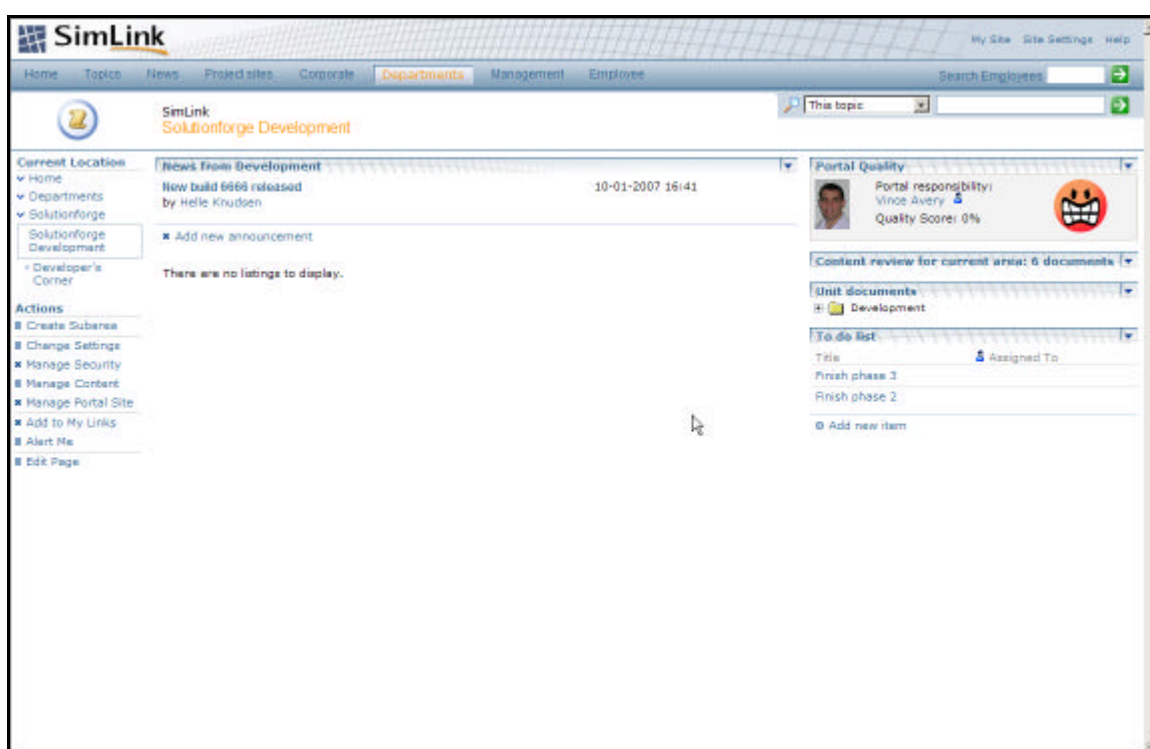 SimLink
My Site Site Settings Help
Home Topics News Project sites Corporate Departments Management Employee
Search Employees
SimLink
Solutionforge Development
This topic
Current Location
Home
Departments
Solutionforge
Solutionforge
Development
Developer's
Corner
Actions
Create Subarea
Change Settings
Manage Security
Manage Content
Manage Portal Site
Add to My Links
Alert Me
Edit Page
News from Development
New build 6666 released 10-01-2007 16:41
by Helle Knudsen
Add new announcement
There are no listings to display.
Portal Quality
Portal responsibility:
Vince Avery
Quality Score: 0%
Content review for current area: 6 documents
Unit documents
Development
To do list
Title Assigned To
Finish phase 3
Finish phase 2
Add new item